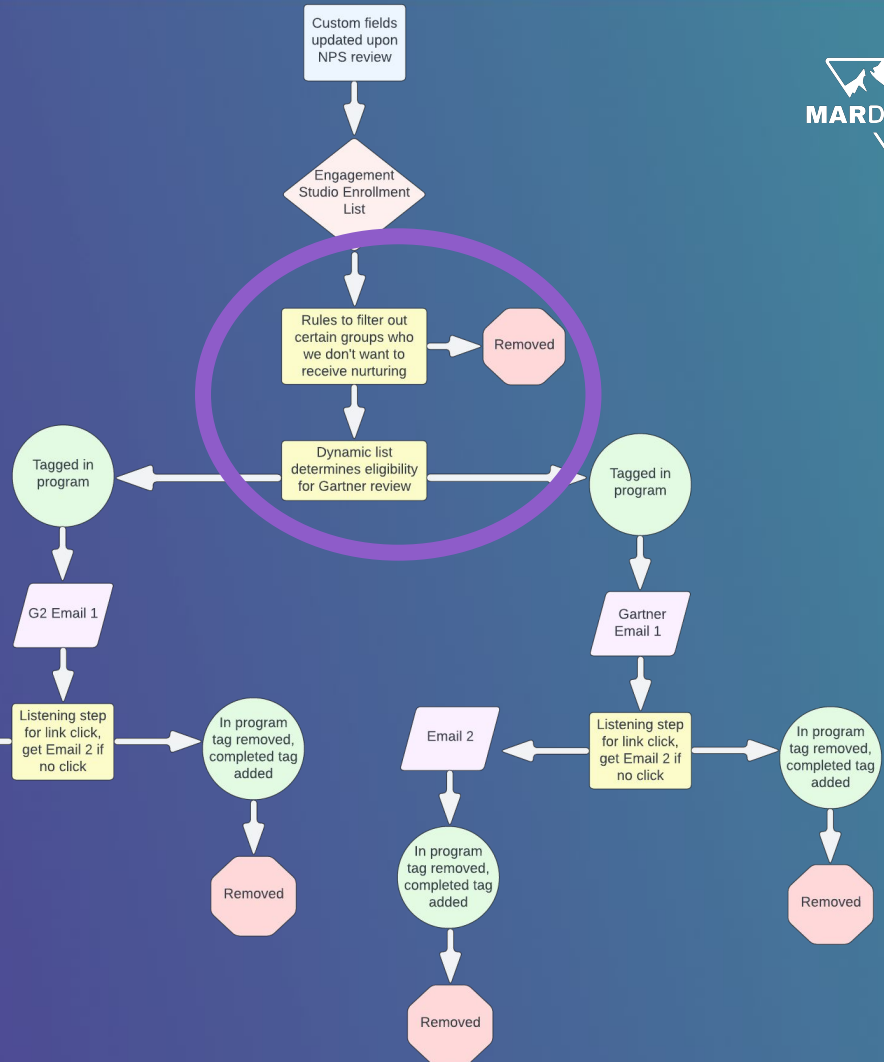 Custom fields
updated upon
NPS review
MARD
Engagement
Studio Enrollment
List
Rules to filter out
certain groups who
we don't want to
receive nurturing
Removed
Dynamic list
determines eligibility
for Gartner review
Tagged in
program
Tagged in
program
G2 Email 1
Gartner
Email 1
Listening step
for link click,
get Email 2 if
no click
In program
tag removed,
completed tag
added
Email 2
Listening step
for link click,
get Email 2 if
no click
In program
tag removed,
completed tag
added
Removed
In program
tag removed,
completed tag
added
Removed
Removed